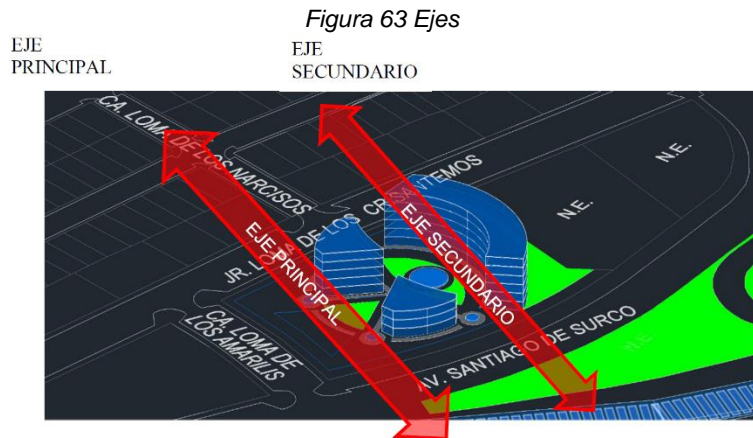 Figura 63 Ejes
EJE
PRINCIPAL
EJE
SECUNDARIO
CA. LOMA DE LOS NARCISOS
JR. LOMA DE LOS CRISANTEMOS
N.E.
N.E.
EJE PRINCIPAL
EJE SECUNDARIO
CA. LOMA DE
LOS AMARILIS
AV. SANTIAGO DE SURCO
N.E